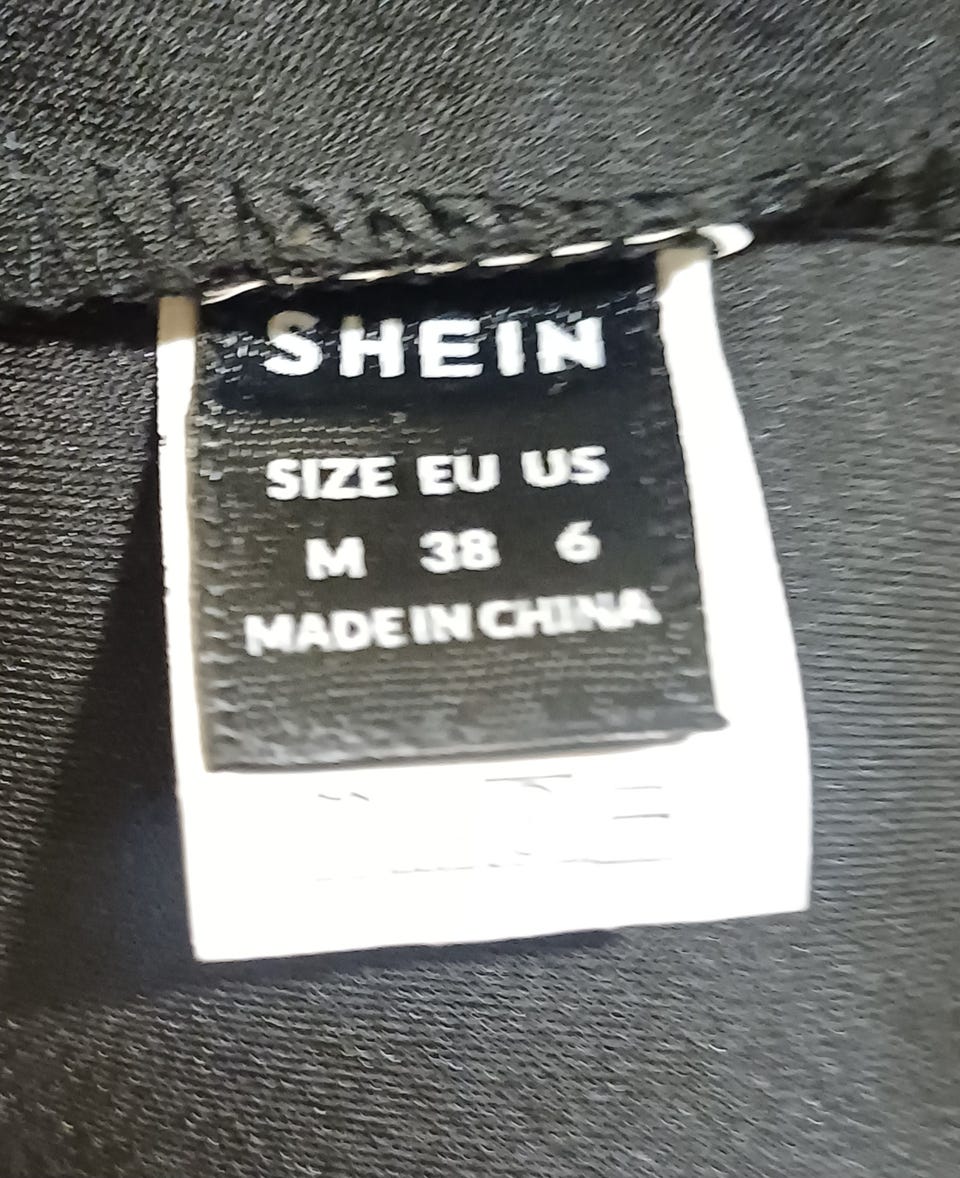 SHEIN
SIZE EU US
M 38 6
MADE IN CHINA